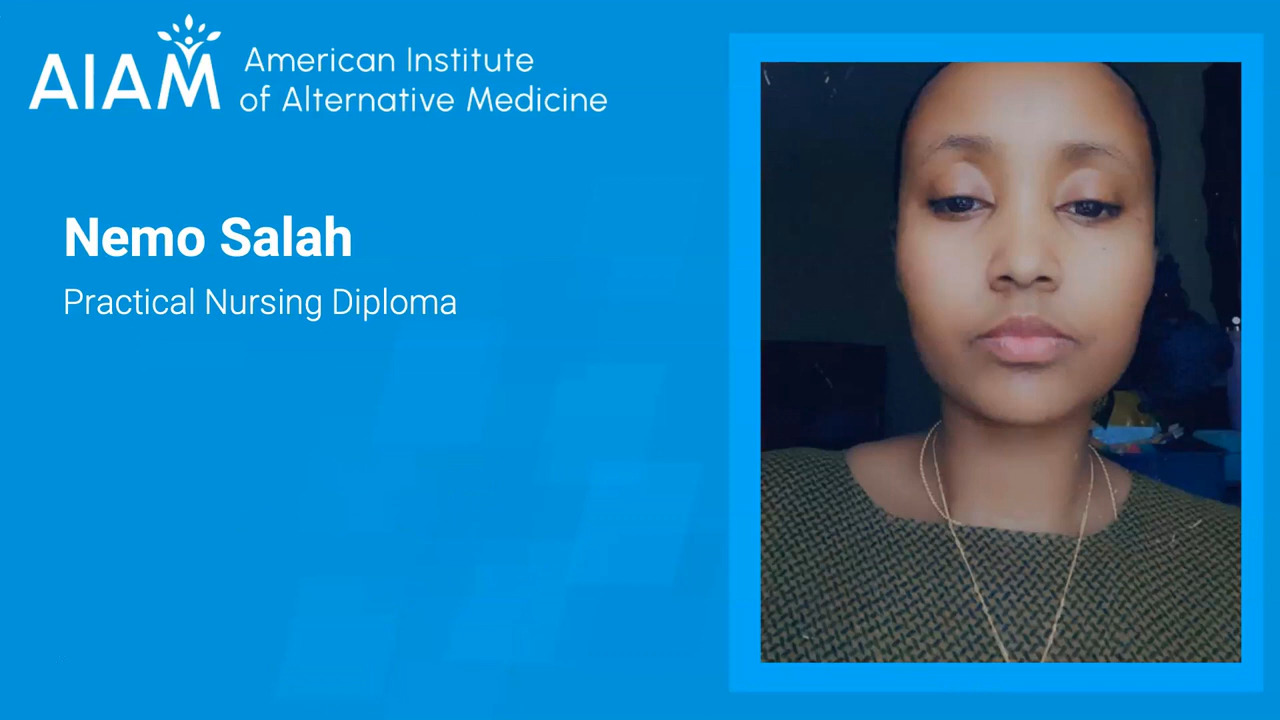 AIAM
American Institute
of Alternative Medicine
Nemo Salah
Practical Nursing Diploma